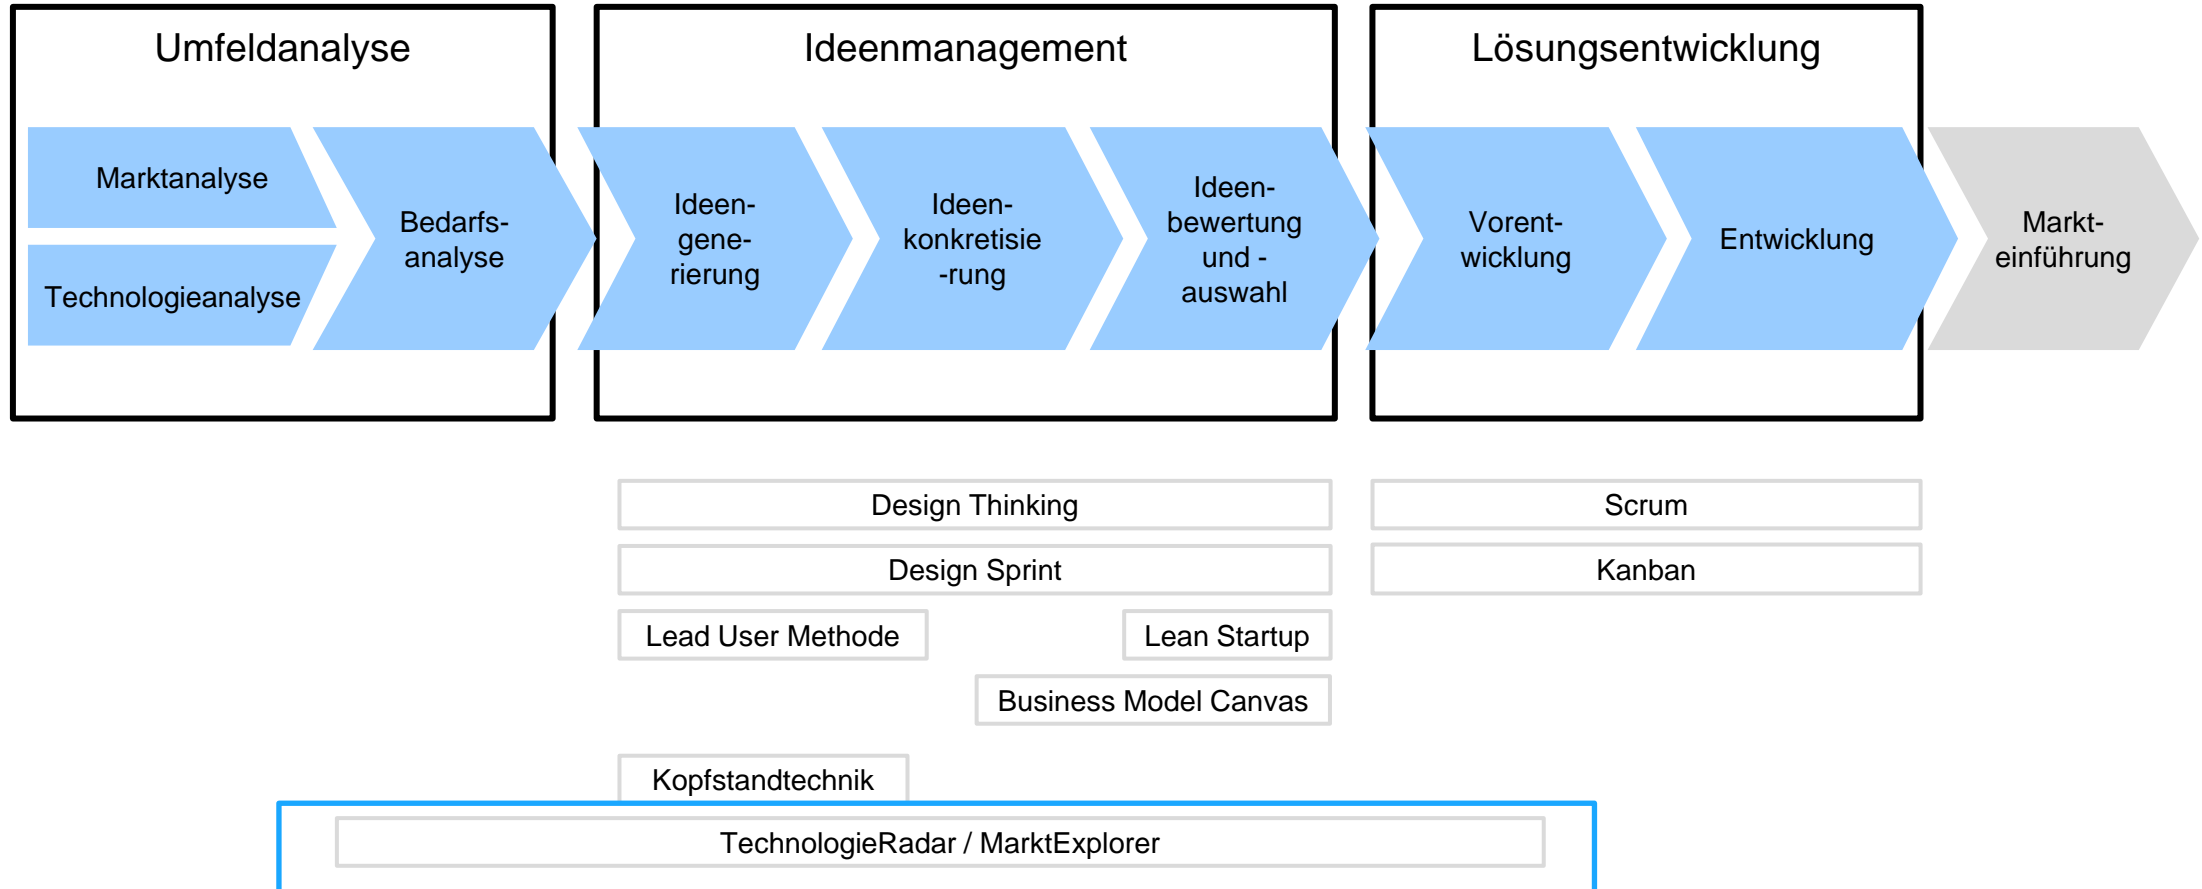 Umfeldanalyse
Ideenmanagement
Lösungsentwicklung
Marktanalyse
Technologieanalyse
Bedarfs-
analyse
Ideen-
gene-
rierung
Ideen-
konkretisie
-rung
Ideen-
bewertung
und -
auswahl
Vorent-
wicklung
Entwicklung
Markt-
einführung
Design Thinking
Scrum
Design Sprint
Kanban
Lead User Methode
Lean Startup
Business Model Canvas
Kopfstandtechnik
TechnologieRadar / MarktExplorer